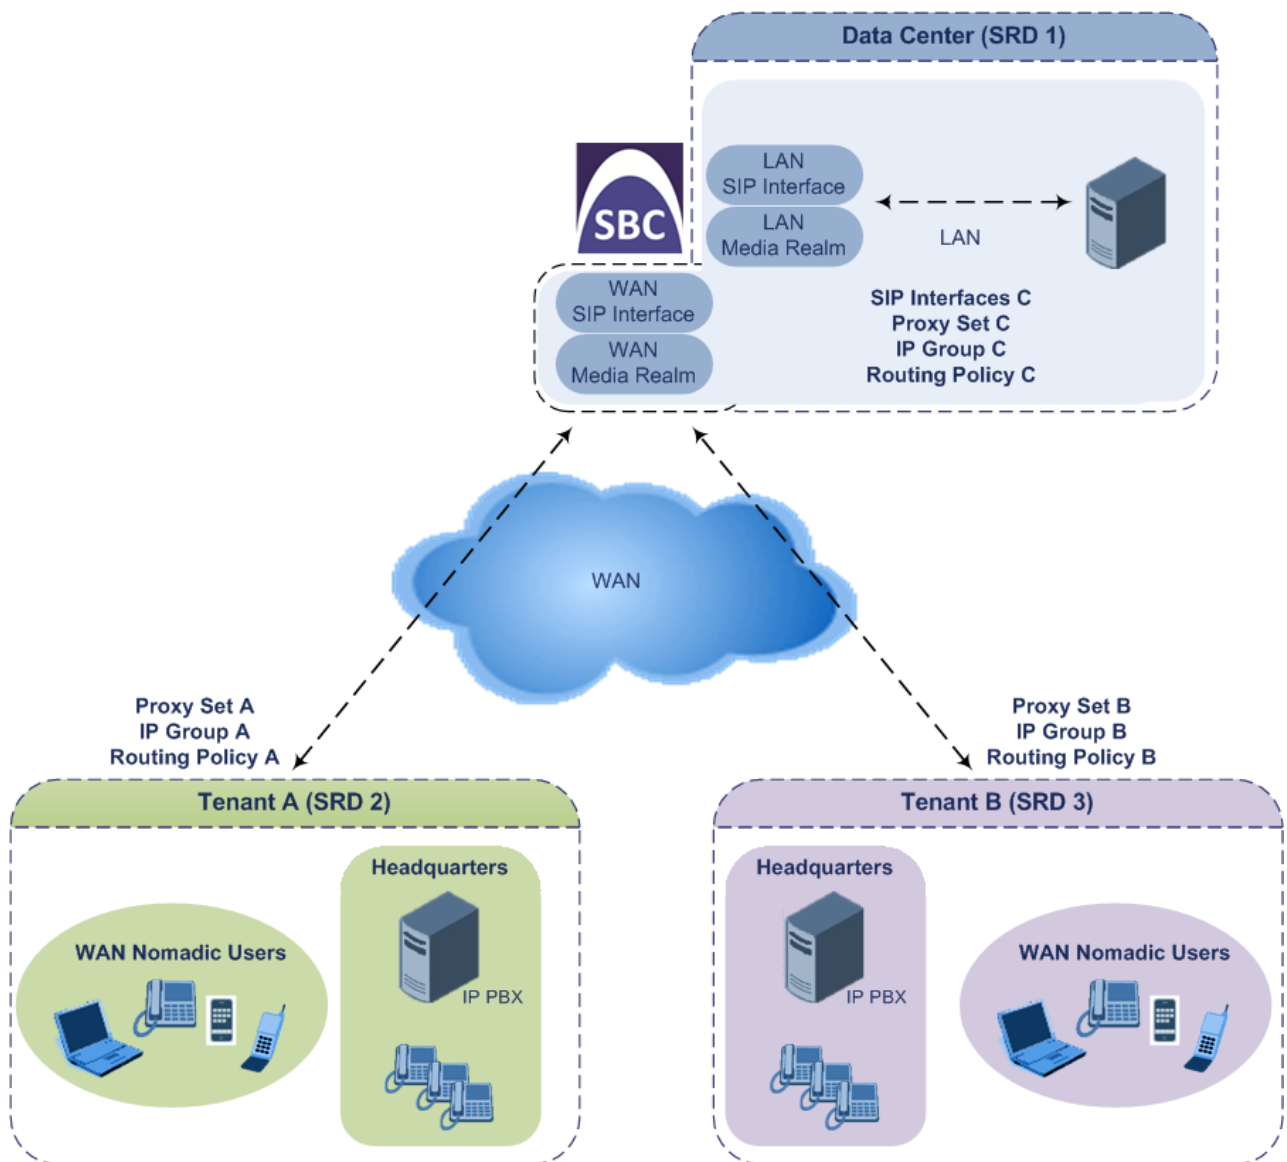 Data Center (SRD 1)
SBC
LAN
SIP Interface
LAN
Media Realm
LAN
WAN
SIP Interface
WAN
Media Realm
SIP Interfaces C
Proxy Set C
IP Group C
Routing Policy C
WAN
Proxy Set A
IP Group A
Routing Policy A
Proxy Set B
IP Group B
Routing Policy B
Tenant A (SRD 2)
WAN Nomadic Users
Headquarters
IP PBX
Tenant B (SRD 3)
Headquarters
IP PBX
WAN Nomadic Users